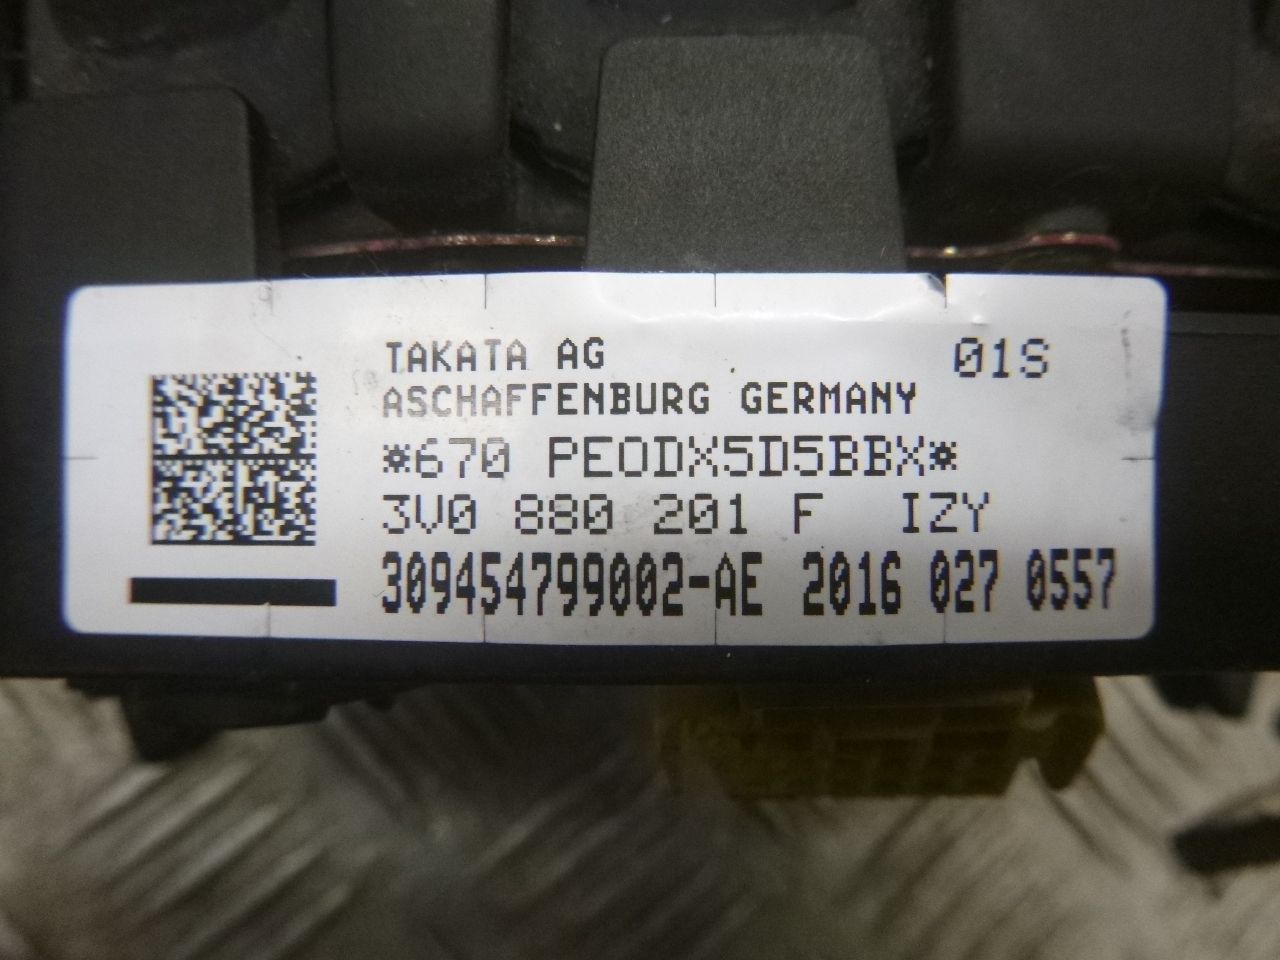 TAKATA AG 01S
ASCHAFFENBURG GERMANY
*670 PEODX5D5BBX*
3V0 880 201 F IZY
309454799002-AE 2016 027 0557